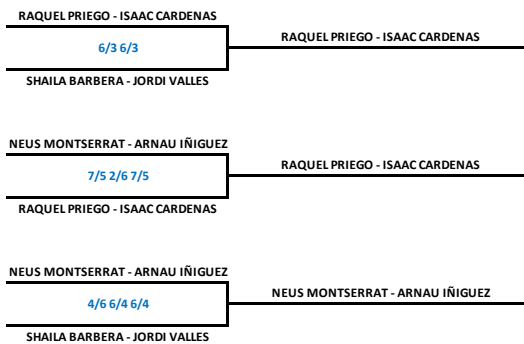 RAQUEL PRIEGO - ISAAC CARDENAS
RAQUEL PRIEGO - ISAAC CARDENAS
6/3 6/3
SHAILA BARBERA - JORDI VALLES
NEUS MONTSERRAT - ARNAU IÑIGUEZ
RAQUEL PRIEGO - ISAAC CARDENAS
7/5 2/6 7/5
RAQUEL PRIEGO - ISAAC CARDENAS
NEUS MONTSERRAT - ARNAU IÑIGUEZ
NEUS MONTSERRAT - ARNAU IÑIGUEZ
4/6 6/4 6/4
SHAILA BARBERA - JORDI VALLES